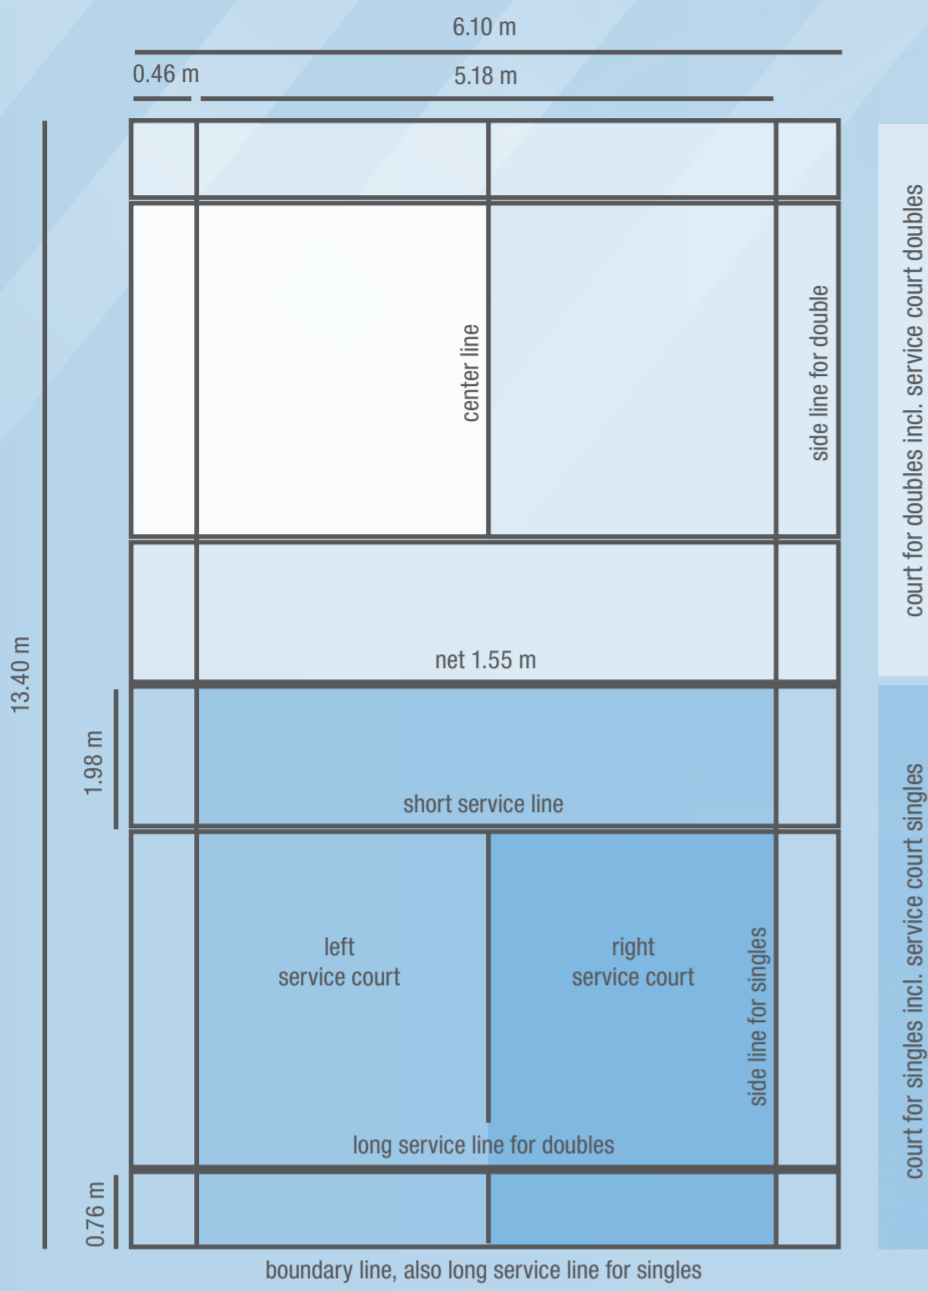 6.10 m
0.46 m
5.18 m
court for doubles incl. service court doubles
side line for double
center line
13.40 m
net 1.55 m
1.98 m
short service line
court for singles incl. service court singles
left
service court
right
service court
side line for singles
long service line for doubles
0.76 m
boundary line, also long service line for singles